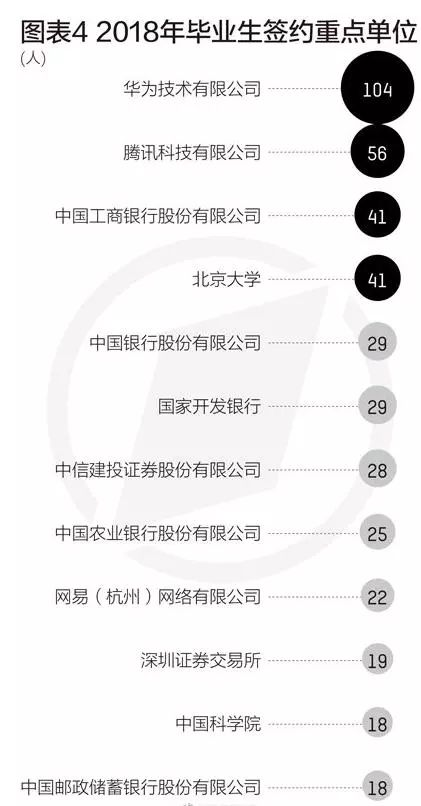 图表4 2018年毕业生签约重点单位
(人)
华为技术有限公司 104
腾讯科技有限公司 56
中国工商银行股份有限公司 41
北京大学 41
中国银行股份有限公司 29
国家开发银行 29
中信建投证券股份有限公司 28
中国农业银行股份有限公司 25
网易（杭州）网络有限公司 22
深圳证券交易所 19
中国科学院 18
中国邮政储蓄银行股份有限公司 18